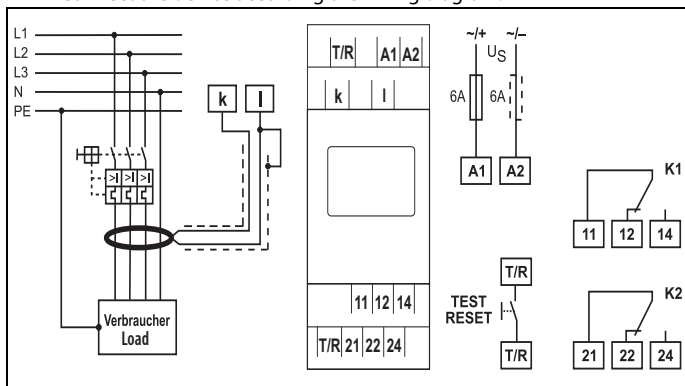 L1
L2
L3
N
PE
k l
>I >I >I
Verbraucher
Load
T/R A1 A2
k l
11 12 14
T/R 21 22 24
~/+ ~/–
US
6A 6A
A1 A2
T/R
TEST
RESET
T/R
K1
11 12 14
K2
21 22 24